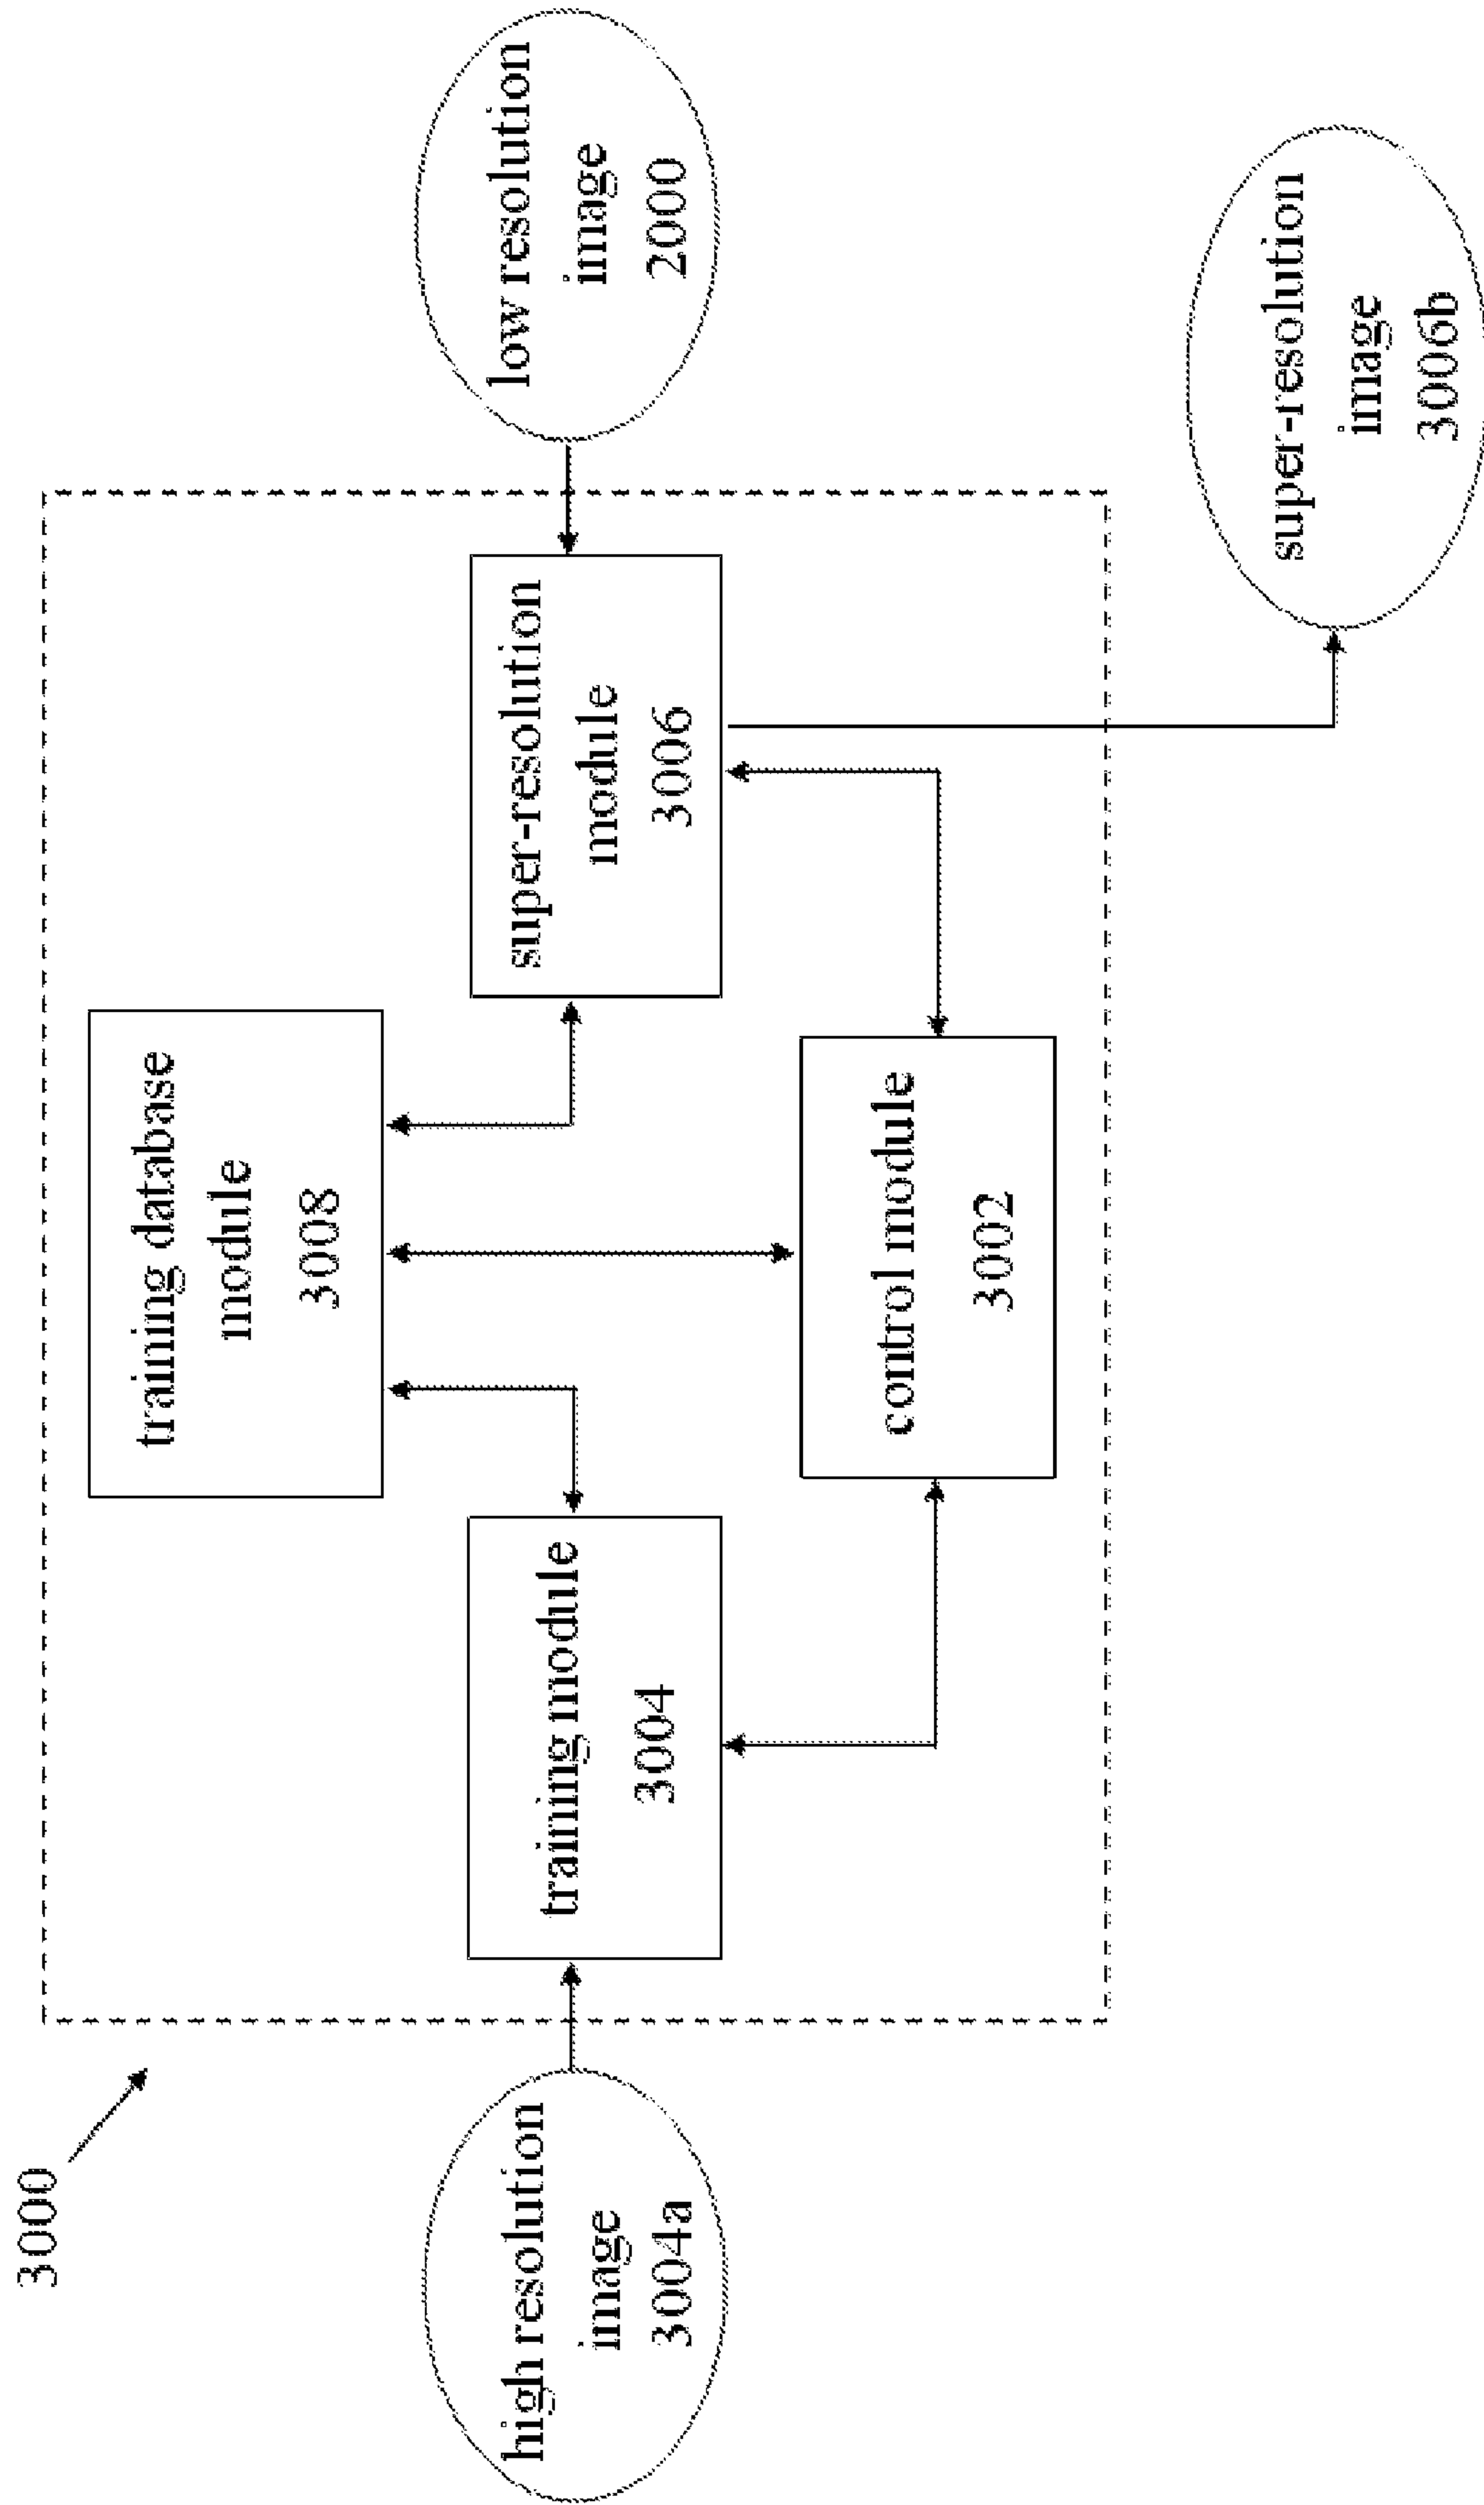 3000
training database
module
3008
high resolution
image
3004a
training module
3004
super-resolution
module
3006
low resolution
image
2000
control module
3002
super-resolution
image
3006b